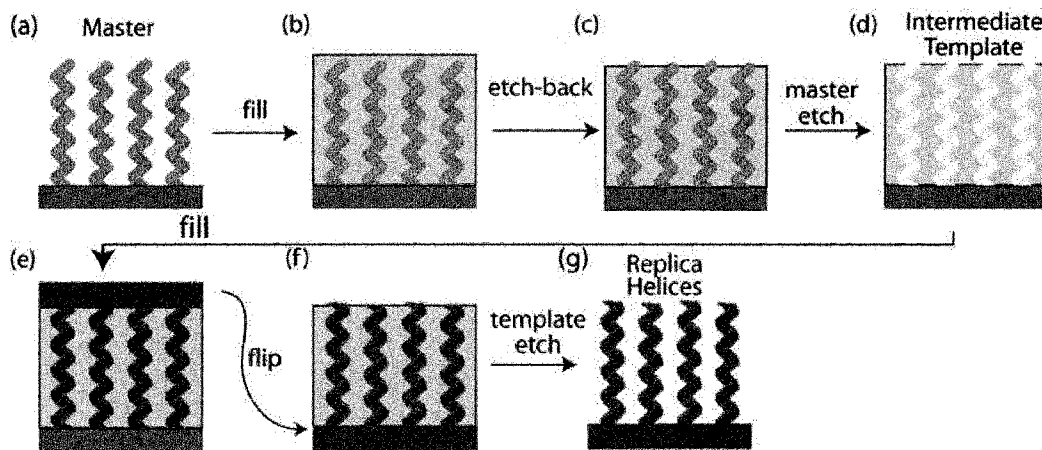 (a)
Master
fill
(b)
etch-back
(c)
master
etch
(d)
Intermediate
Template
fill
(e)
flip
(f)
template
etch
(g)
Replica
Helices